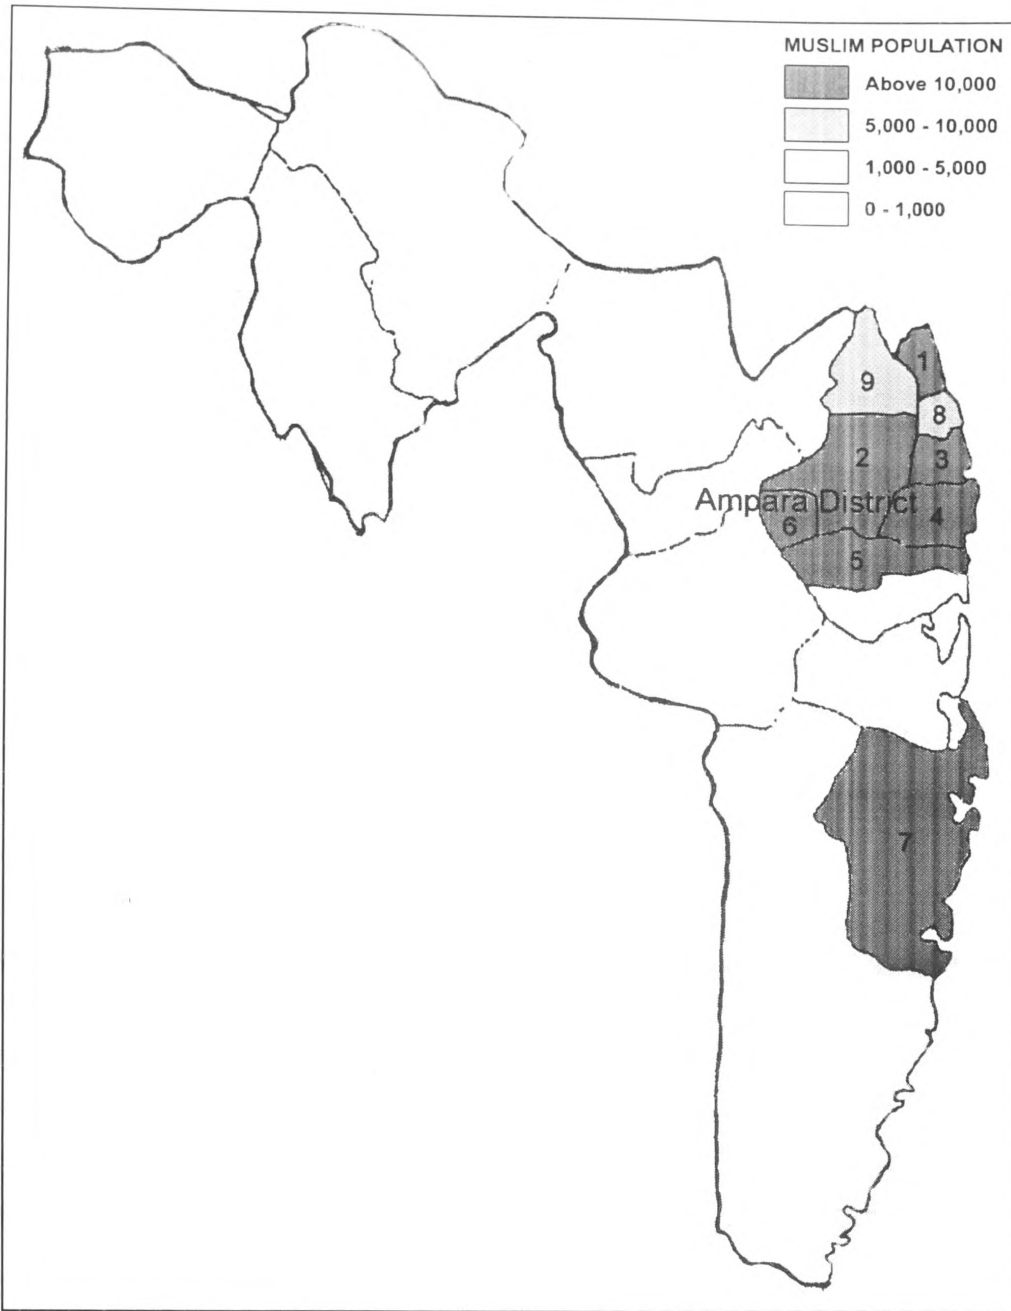 MUSLIM POPULATION
Above 10,000
5,000 - 10,000
1,000 - 5,000
0 - 1,000
1
9
8
2
3
Ampara District
4
6
5
7